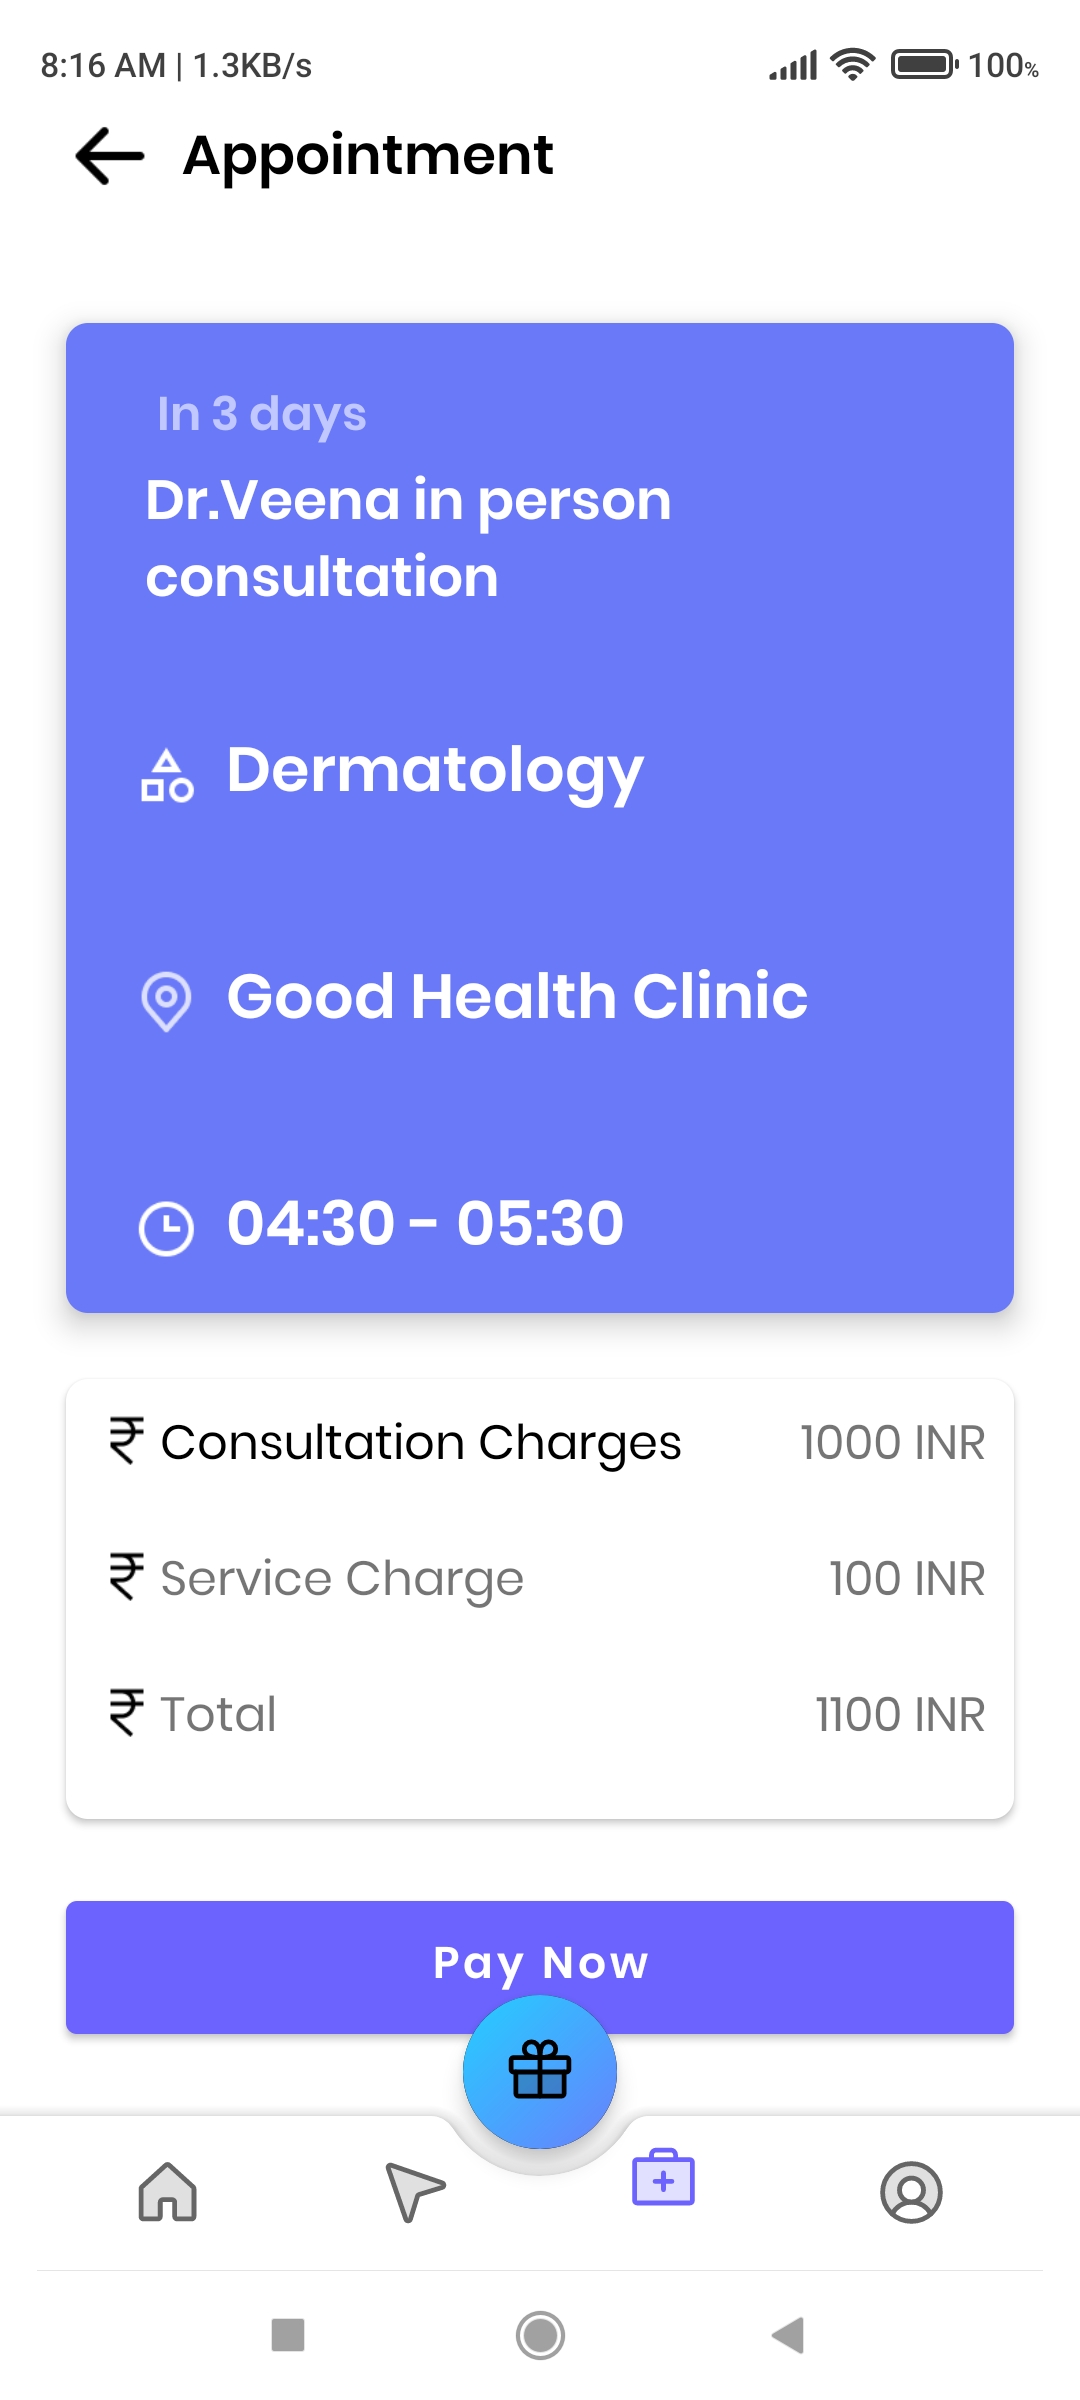 8:16 AM | 1.3KB/s
100%
Appointment
In 3 days
Dr.Veena in person
consultation
Dermatology
Good Health Clinic
04:30 - 05:30
₹ Consultation Charges 1000 INR
₹ Service Charge 100 INR
₹ Total 1100 INR
Pay Now